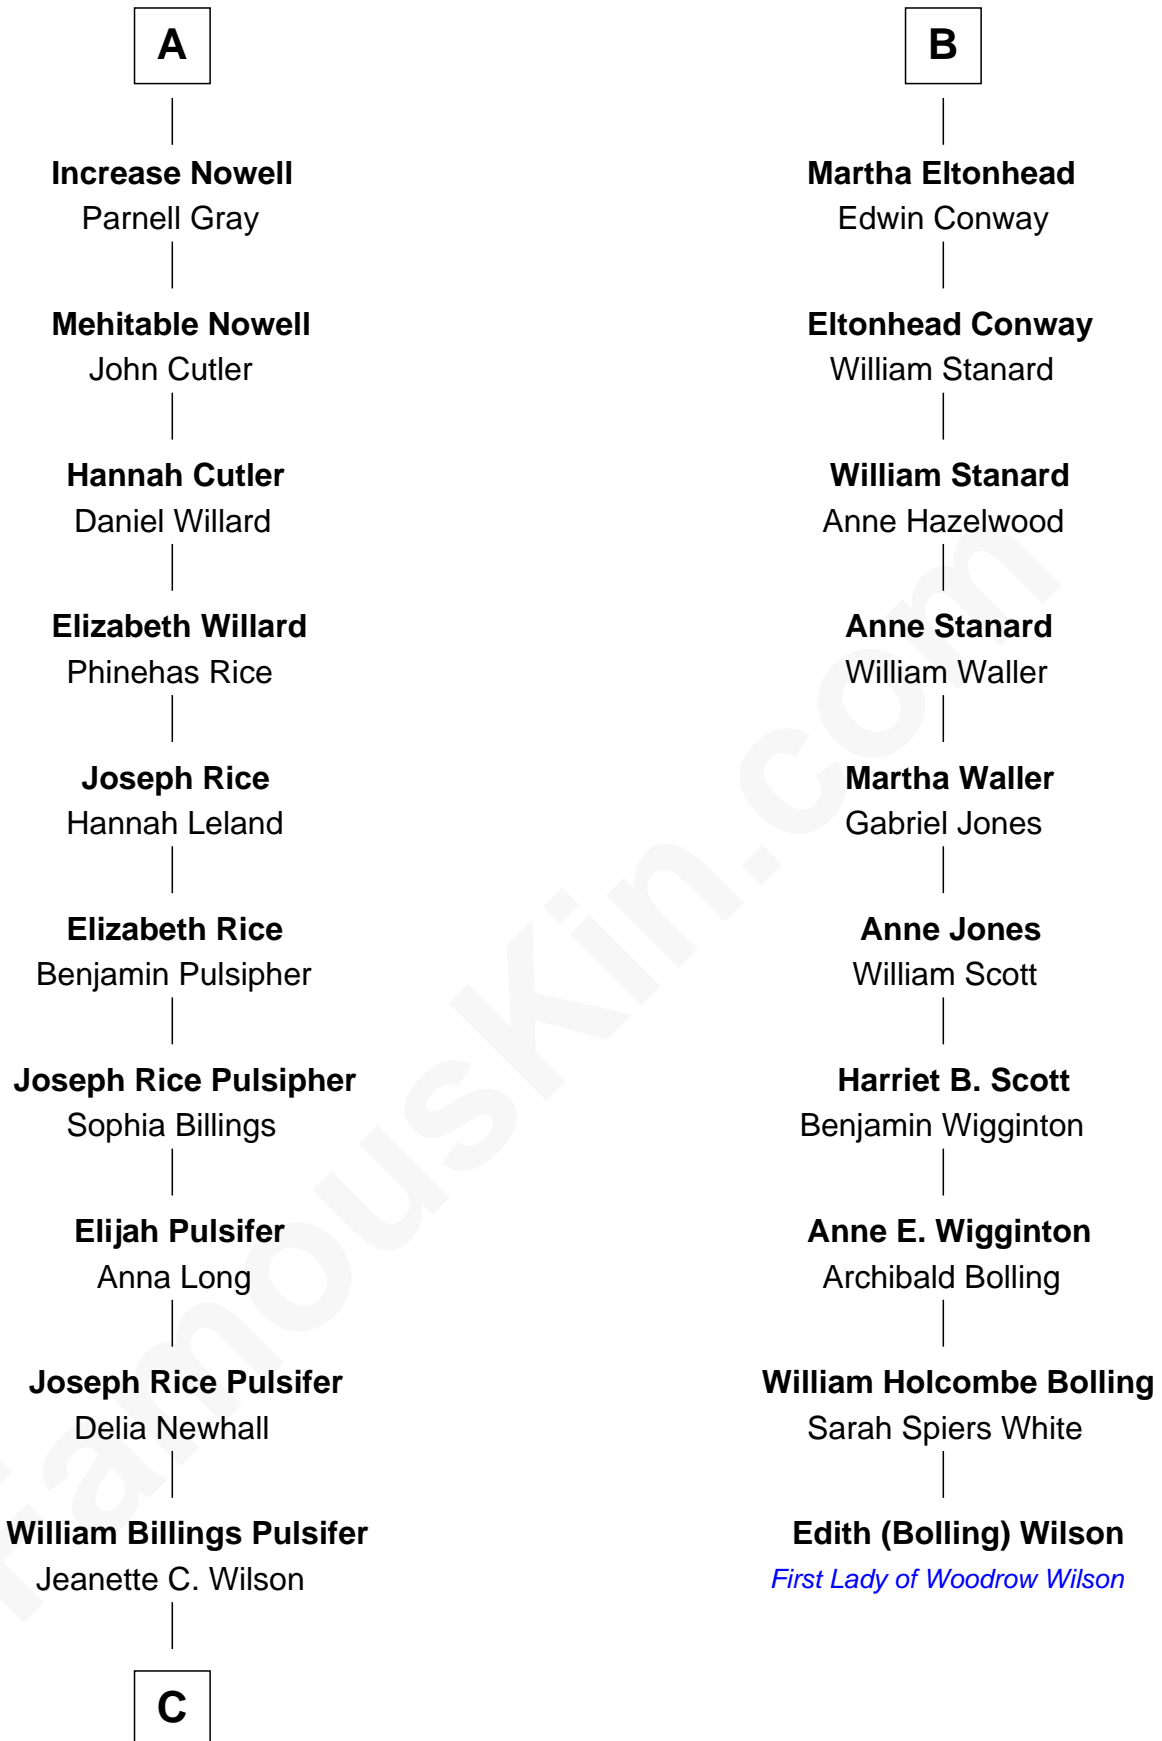 A
Increase Nowell
Parnell Gray
Mehitable Nowell
John Cutler
Hannah Cutler
Daniel Willard
Elizabeth Willard
Phinehas Rice
Joseph Rice
Hannah Leland
Elizabeth Rice
Benjamin Pulsipher
Joseph Rice Pulsipher
Sophia Billings
Elijah Pulsifer
Anna Long
Joseph Rice Pulsifer
Delia Newhall
William Billings Pulsifer
Jeanette C. Wilson
C
B
Martha Eltonhead
Edwin Conway
Eltonhead Conway
William Stanard
William Stanard
Anne Hazelwood
Anne Stanard
William Waller
Martha Waller
Gabriel Jones
Anne Jones
William Scott
Harriet B. Scott
Benjamin Wigginton
Anne E. Wigginton
Archibald Bolling
William Holcombe Bolling
Sarah Spiers White
Edith (Bolling) Wilson
First Lady of Woodrow Wilson
FamousKin.com